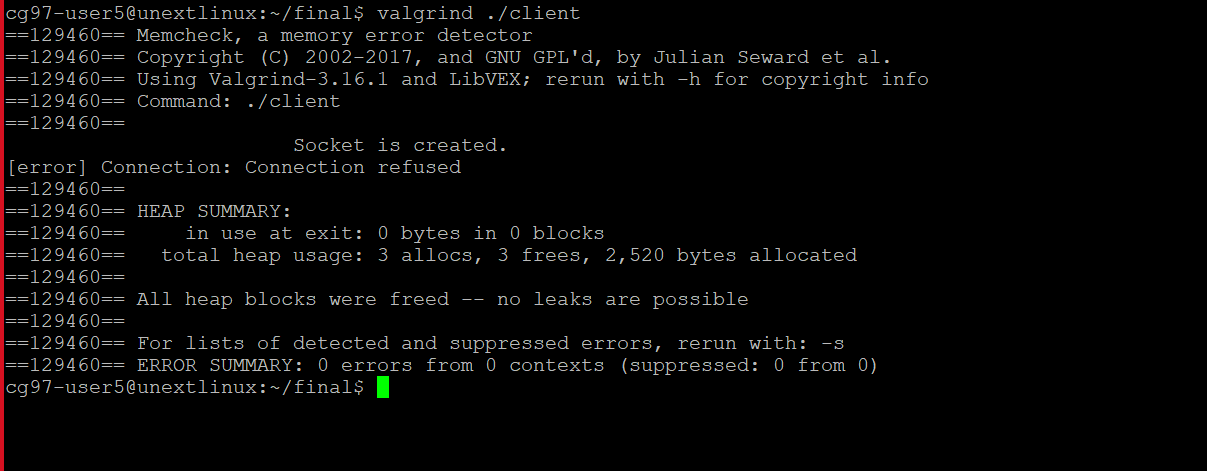 cg97-user5@unextlinux:~/final$ valgrind ./client
==129460== Memcheck, a memory error detector
==129460== Copyright (C) 2002-2017, and GNU GPL'd, by Julian Seward et al.
==129460== Using Valgrind-3.16.1 and LibVEX; rerun with -h for copyright info
==129460== Command: ./client
==129460==
Socket is created.
[error] Connection: Connection refused
==129460==
==129460== HEAP SUMMARY:
==129460==     in use at exit: 0 bytes in 0 blocks
==129460==   total heap usage: 3 allocs, 3 frees, 2,520 bytes allocated
==129460==
==129460== All heap blocks were freed -- no leaks are possible
==129460==
==129460== For lists of detected and suppressed errors, rerun with: -s
==129460== ERROR SUMMARY: 0 errors from 0 contexts (suppressed: 0 from 0)
cg97-user5@unextlinux:~/final$